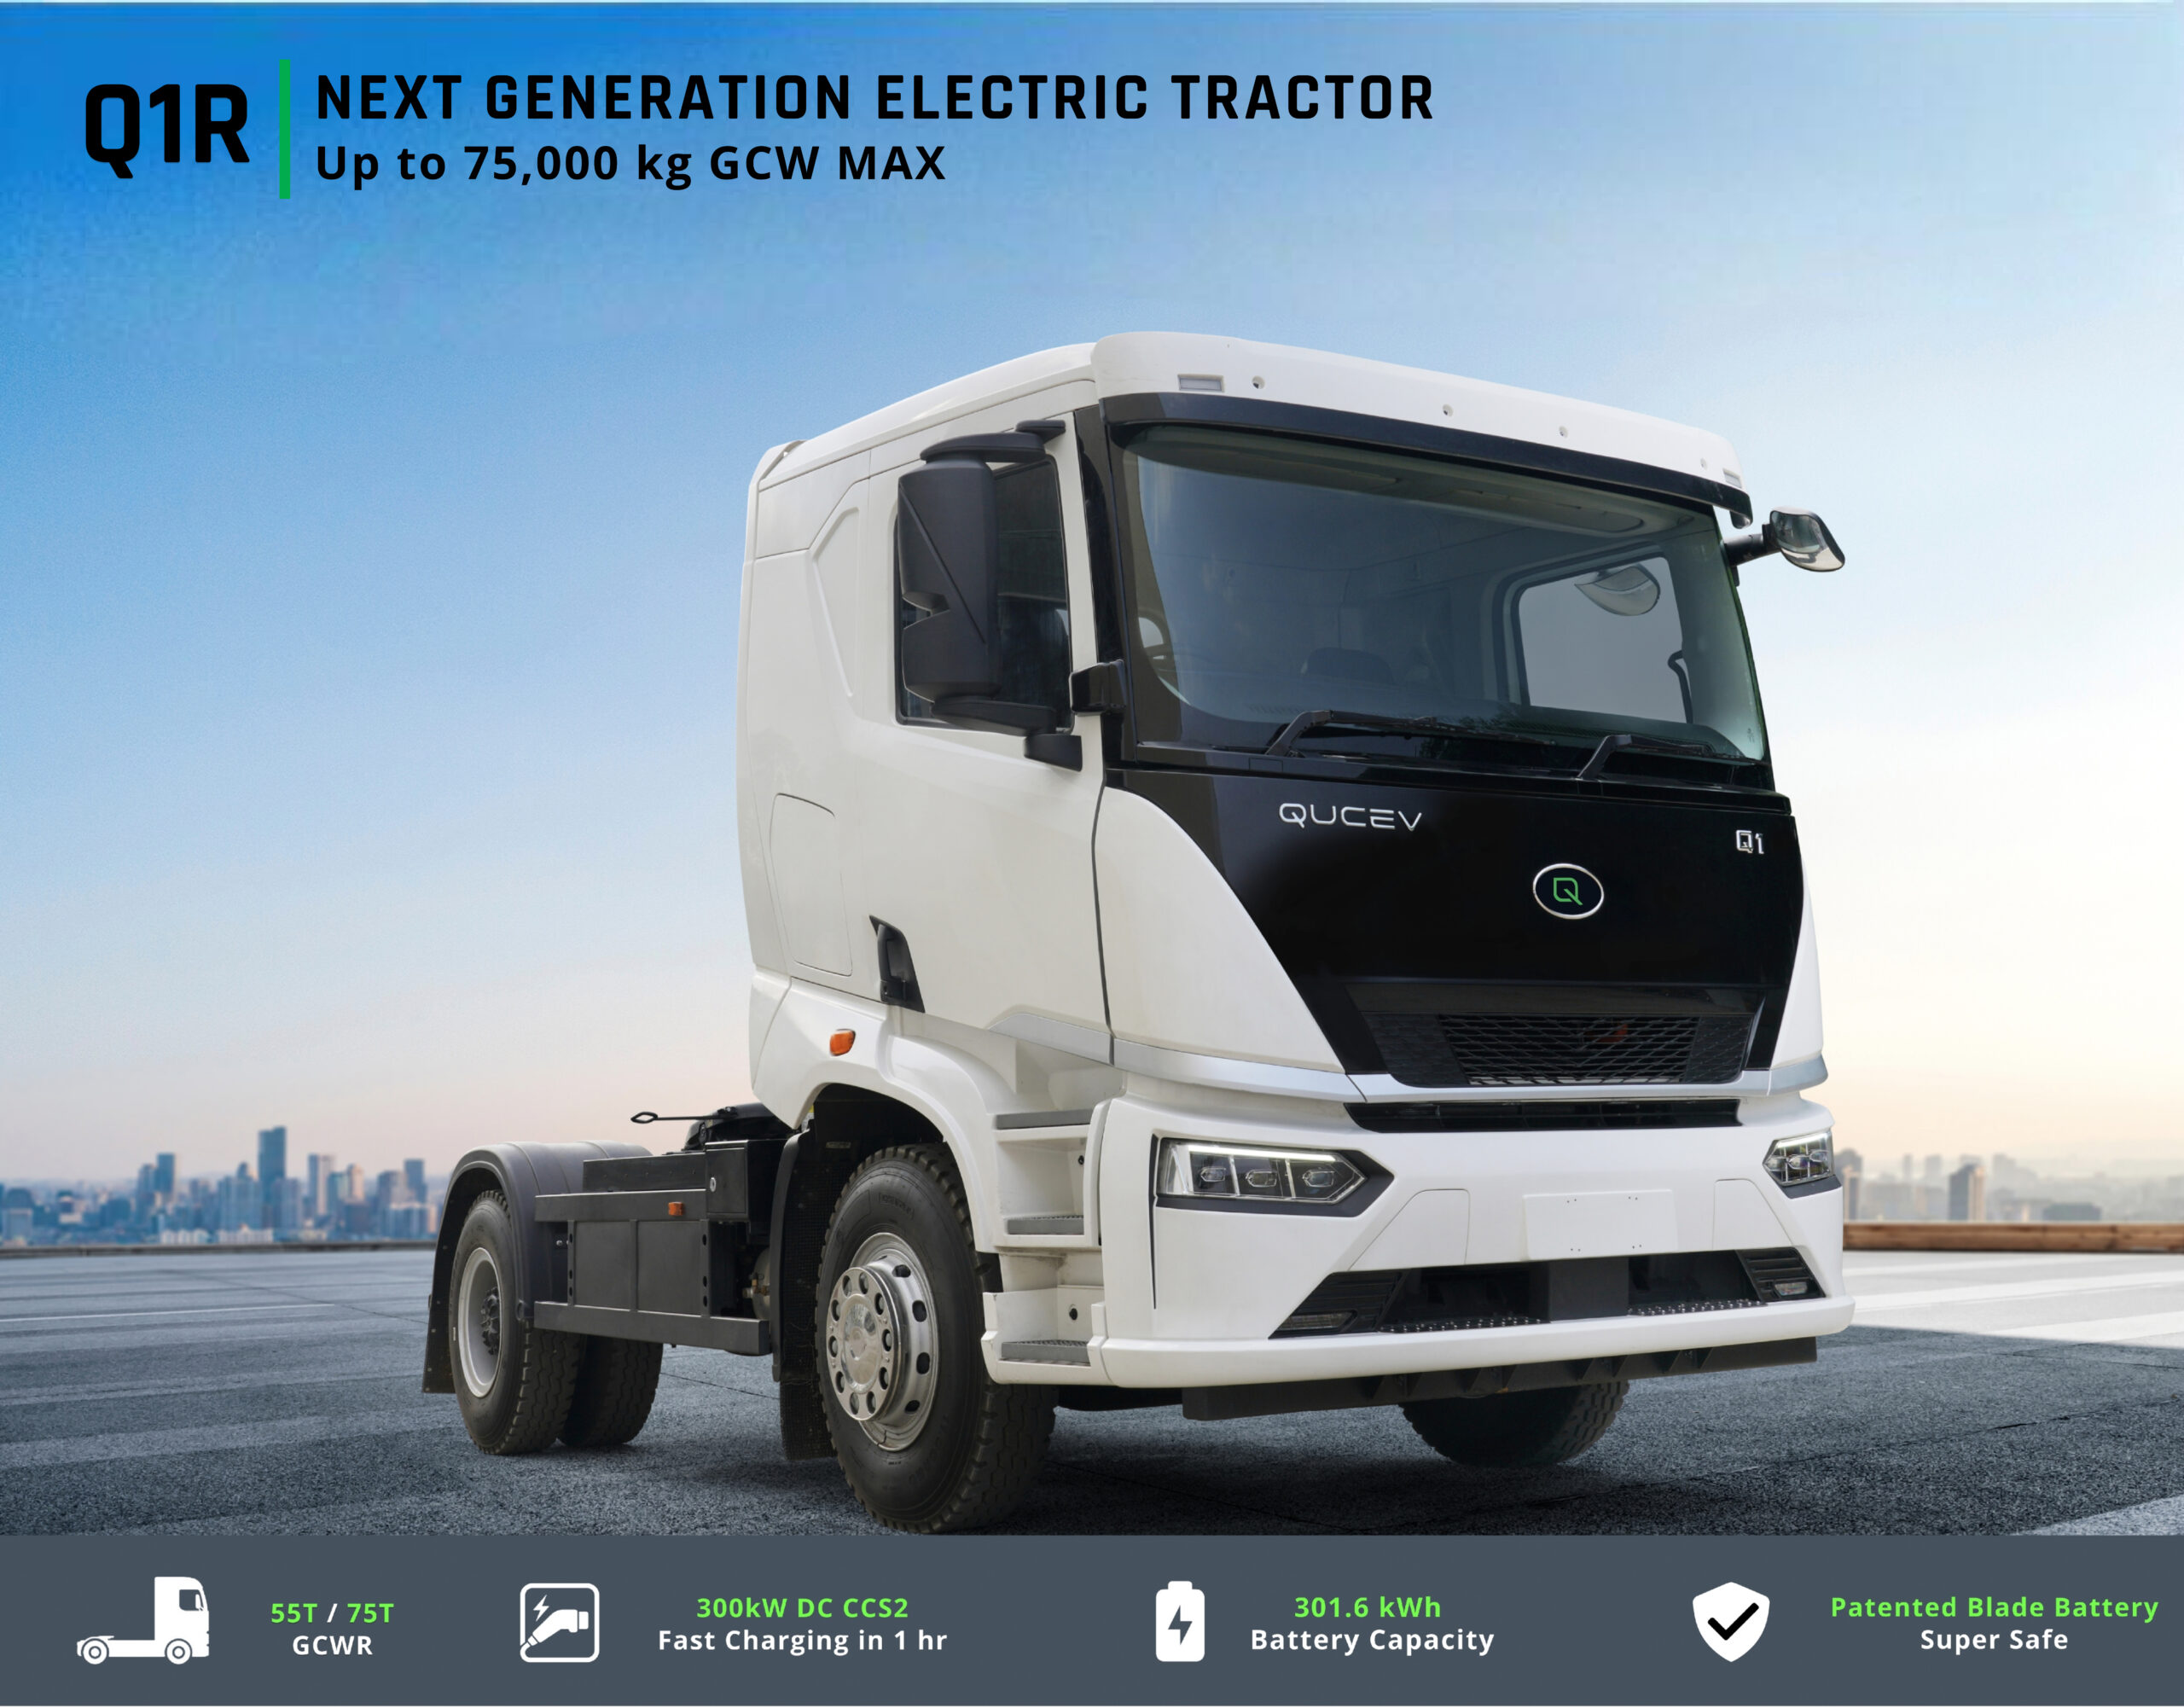 Q1R
NEXT GENERATION ELECTRIC TRACTOR
Up to 75,000 kg GCW MAX
QUCEV
Q1
Q
55T / 75T
GCWR
300kW DC CCS2
Fast Charging in 1 hr
301.6 kWh
Battery Capacity
Patented Blade Battery
Super Safe